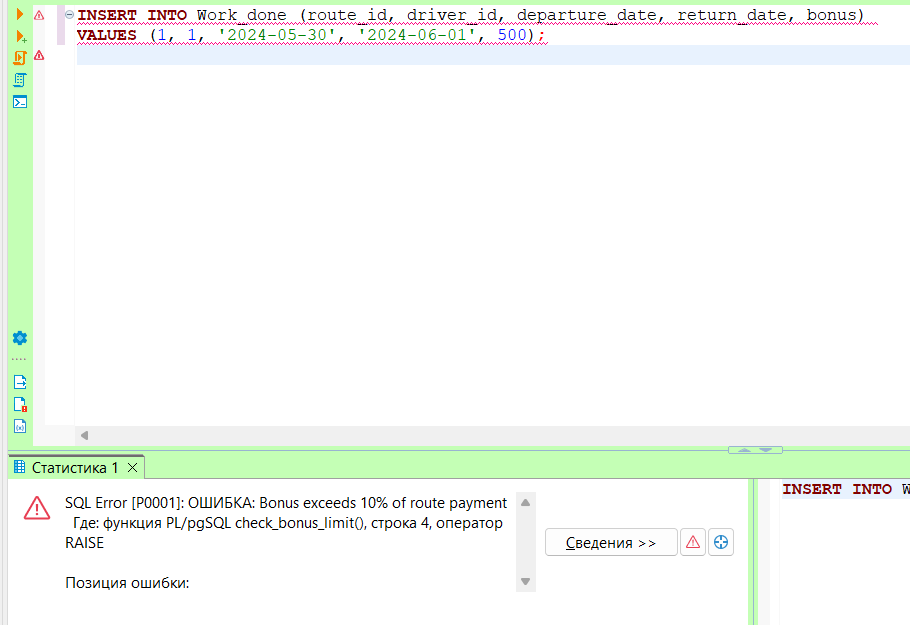 INSERT INTO Work_done (route_id, driver_id, departure_date, return_date, bonus)
VALUES (1, 1, '2024-05-30', '2024-06-01', 500);
Статистика 1
SQL Error [P0001]: ОШИБКА: Bonus exceeds 10% of route payment
Где: функция PL/pgSQL check_bonus_limit(), строка 4, оператор
RAISE
Позиция ошибки:
Сведения >>
INSERT INTO W